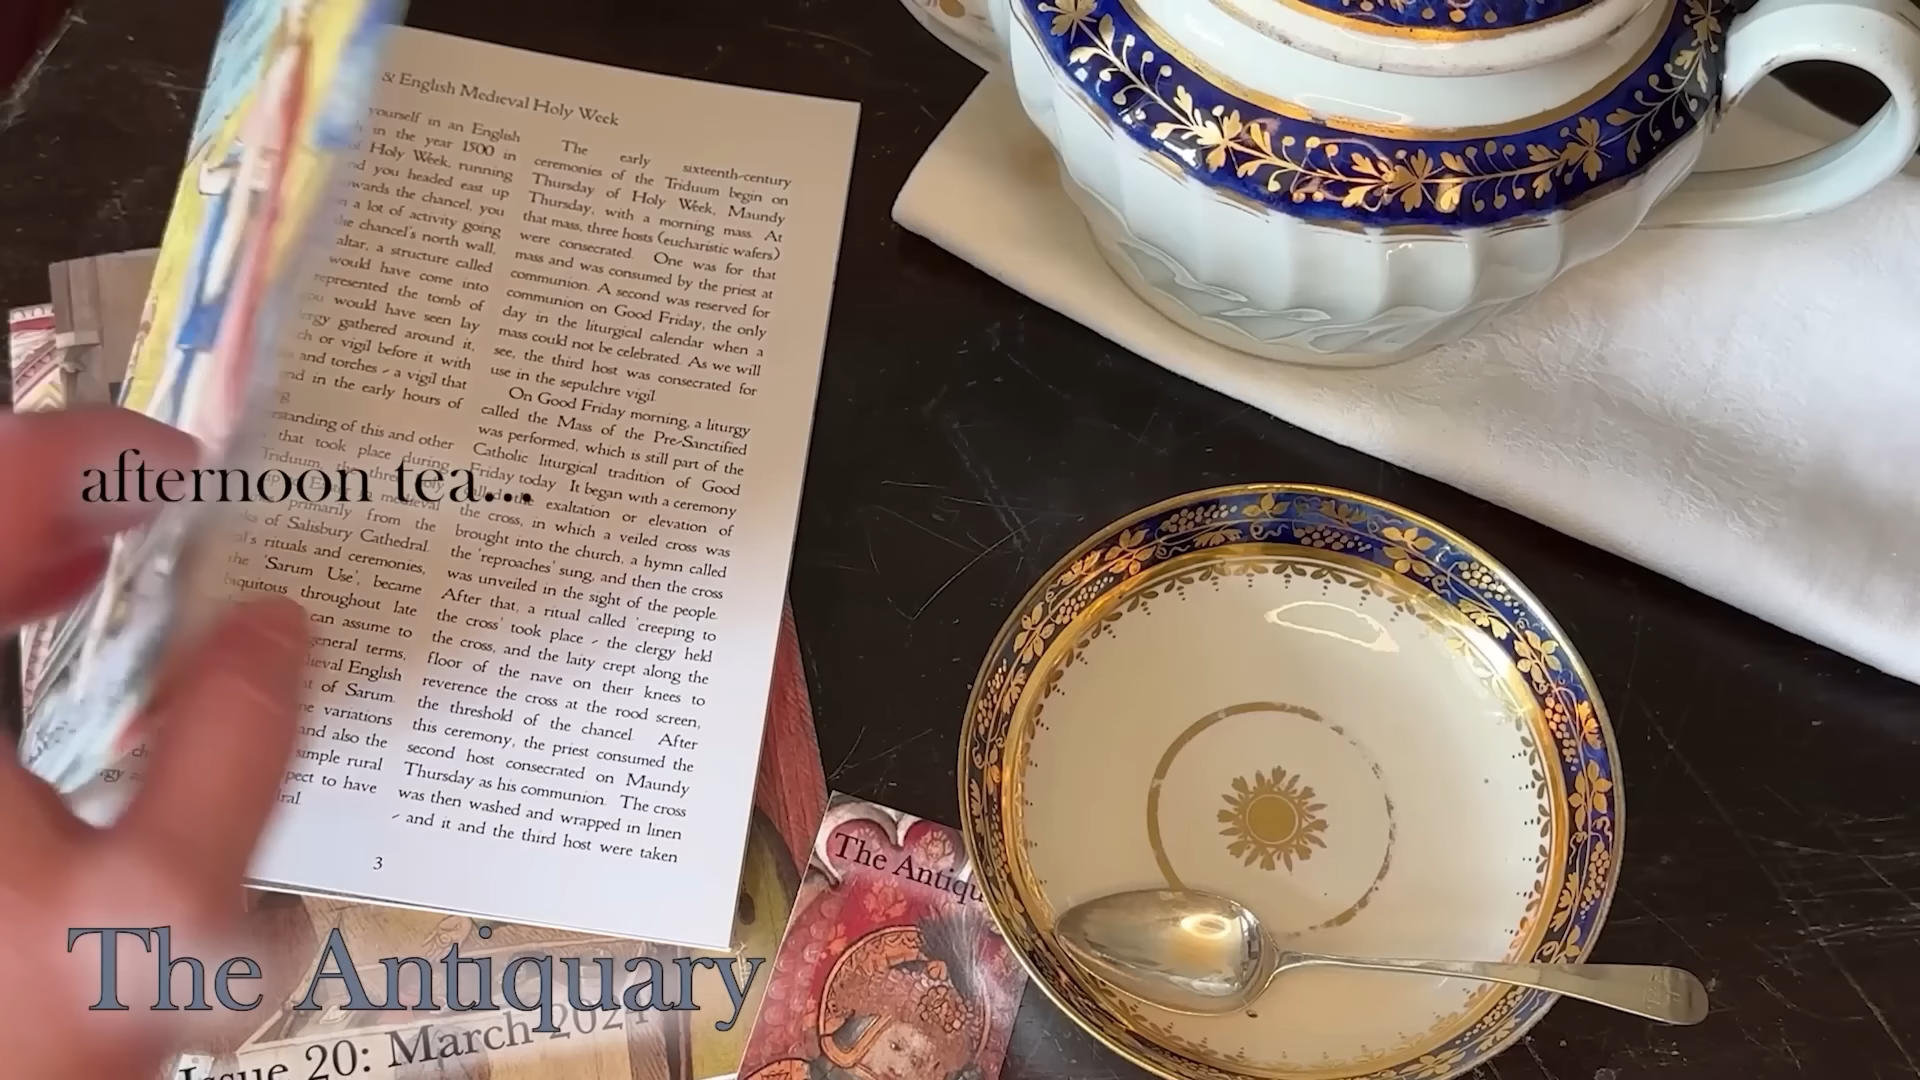 & English Medieval Holy Week
yourself in an English
in the year 1500 in
Holy Week, running
you headed east up
the chancel, you
a lot of activity going
chancel's north wall,
altar, a structure called
would have come into
represented the tomb of
would have seen lay
gathered around it,
or vigil before it with
and torches - a vigil that
in the early hours of
of this and other
that took place during
Triduum,
primarily from the
of Salisbury Cathedral.
rituals and ceremonies,
the 'Sarum Use', became
throughout late
can assume to
general terms,
English
of Sarum.
variations
and also the
simple rural
to have
The early sixteenth-century
ceremonies of the Triduum begin on
Thursday of Holy Week, Maundy
Thursday, with a morning mass. At
that mass, three hosts (eucharistic wafers)
were consecrated. One was for that
mass and was consumed by the priest at
communion. A second was reserved for
communion on Good Friday, the only
day in the liturgical calendar when a
mass could not be celebrated. As we will
see, the third host was consecrated for
use in the sepulchre vigil.
On Good Friday morning, a liturgy
called the Mass of the Pre-Sanctified
was performed, which is still part of the
Catholic liturgical tradition of Good
Friday today. It began with a ceremony
called the exaltation or elevation of
the cross, in which a veiled cross was
brought into the church, a hymn called
the 'reproaches' sung, and then the cross
was unveiled in the sight of the people.
After that, a ritual called 'creeping to
the cross' took place - the clergy held
the cross, and the laity crept along the
floor of the nave on their knees to
reverence the cross at the rood screen,
the threshold of the chancel. After
this ceremony, the priest consumed the
second host consecrated on Maundy
Thursday as his communion. The cross
was then washed and wrapped in linen
- and it and the third host were taken
3
afternoon tea...
The Antiquary
Issue 20: March
The Antiqu